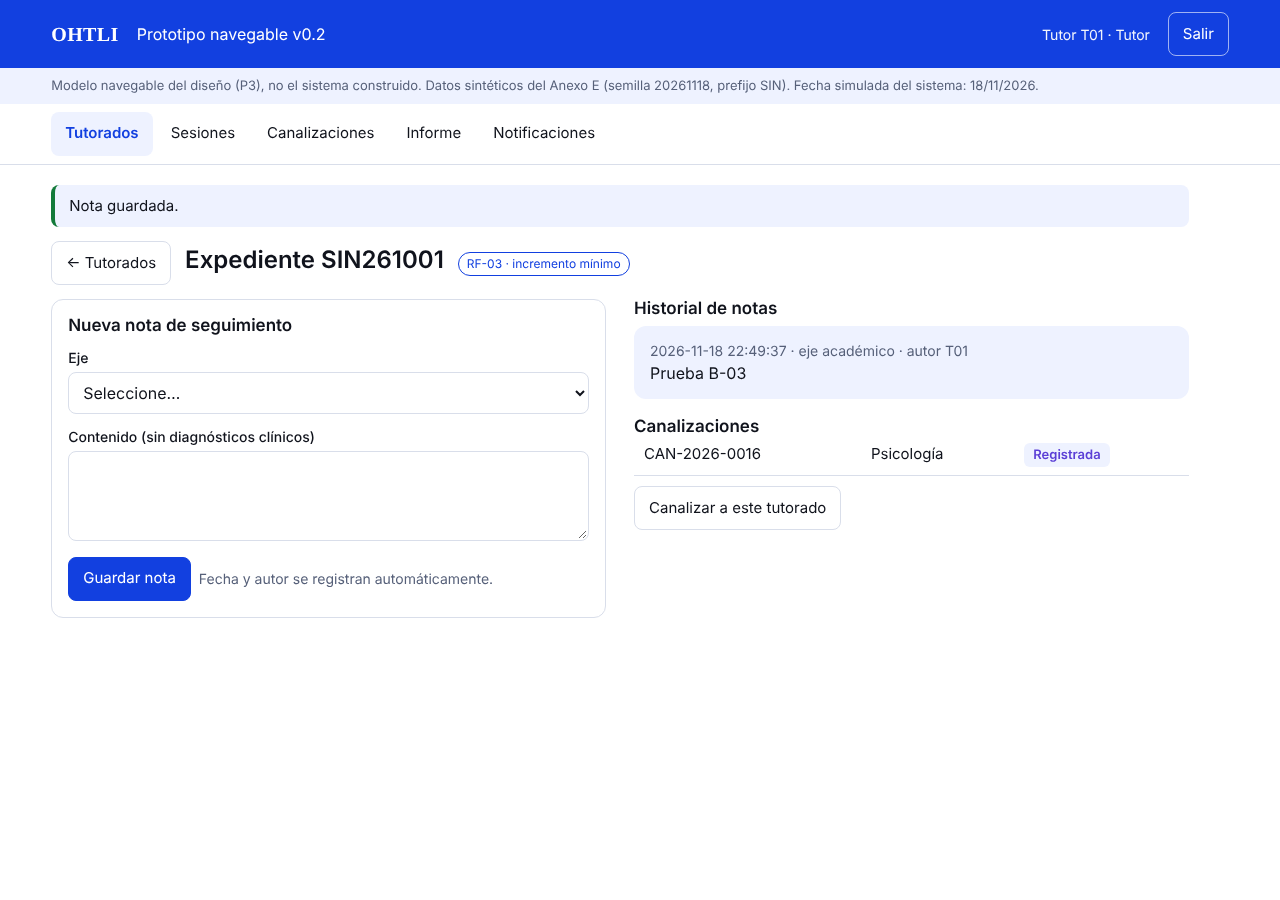 OHTLI Prototipo navegable v0.2
Tutor T01 · Tutor Salir
Modelo navegable del diseño (P3), no el sistema construido. Datos sintéticos del Anexo E (semilla 20261118, prefijo SIN). Fecha simulada del sistema: 18/11/2026.
Tutorados Sesiones Canalizaciones Informe Notificaciones
Nota guardada.
← Tutorados Expediente SIN261001 RF-03 · incremento mínimo
Nueva nota de seguimiento
Eje
Seleccione...
Contenido (sin diagnósticos clínicos)
Guardar nota Fecha y autor se registran automáticamente.
Historial de notas
2026-11-18 22:49:37 · eje académico · autor T01
Prueba B-03
Canalizaciones
CAN-2026-0016 Psicología Registrada
Canalizar a este tutorado